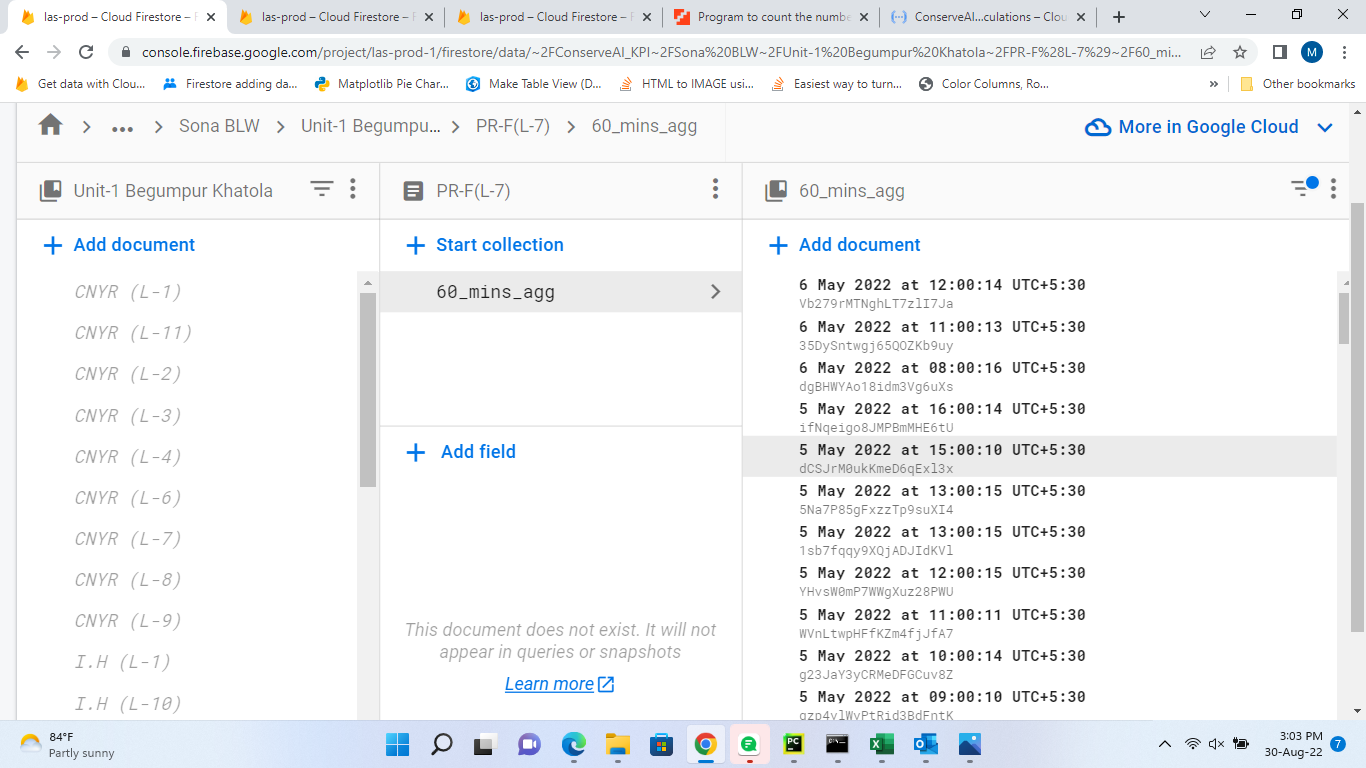 las-prod – Cloud Firestore – F
las-prod – Cloud Firestore – F
las-prod – Cloud Firestore – F
Program to count the numbe
ConserveAI...culations – Clou
console.firebase.google.com/project/las-prod-1/firestore/data/~2FConserveAI_KPI~2FSona%20BLW~2FUnit-1%20Begumpur%20Khatola~2FPR-F%28L-7%29~2F60_mi...
M
Get data with Clou...
Firestore adding da...
Matplotlib Pie Char...
Make Table View (D...
HTML to IMAGE usi...
Easiest way to turn...
Color Columns, Ro...
»
Other bookmarks
...
Sona BLW
Unit-1 Begumpu...
PR-F(L-7)
60_mins_agg
More in Google Cloud
Unit-1 Begumpur Khatola
PR-F(L-7)
60_mins_agg
+ Add document
+ Start collection
+ Add document
CNYR (L-1)
CNYR (L-11)
CNYR (L-2)
CNYR (L-3)
CNYR (L-4)
CNYR (L-6)
CNYR (L-7)
CNYR (L-8)
CNYR (L-9)
I.H (L-1)
I.H (L-10)
60_mins_agg
+ Add field
This document does not exist. It will not
appear in queries or snapshots
Learn more
6 May 2022 at 12:00:14 UTC+5:30
Vb279rMTNghLT7zlI7Ja
6 May 2022 at 11:00:13 UTC+5:30
35DySntwgj65QOZKb9uy
6 May 2022 at 08:00:16 UTC+5:30
dgBHWYAo18idm3Vg6uXs
5 May 2022 at 16:00:14 UTC+5:30
ifNqeigo8JMPBmMHE6tU
5 May 2022 at 15:00:10 UTC+5:30
dCSJrM0ukKmeD6qExl3x
5 May 2022 at 13:00:15 UTC+5:30
5Na7P85gFxzzTp9suXI4
5 May 2022 at 13:00:15 UTC+5:30
1sb7fqqy9XQjADJIdKVl
5 May 2022 at 12:00:15 UTC+5:30
YHvsW0mP7WWgXuz28PWU
5 May 2022 at 11:00:11 UTC+5:30
WVnLtwpHFfKZm4fjJfA7
5 May 2022 at 10:00:14 UTC+5:30
g23JaY3yCRMeDFGCuv8Z
5 May 2022 at 09:00:10 UTC+5:30
84°F
Partly sunny
PC
3:03 PM
30-Aug-22
7